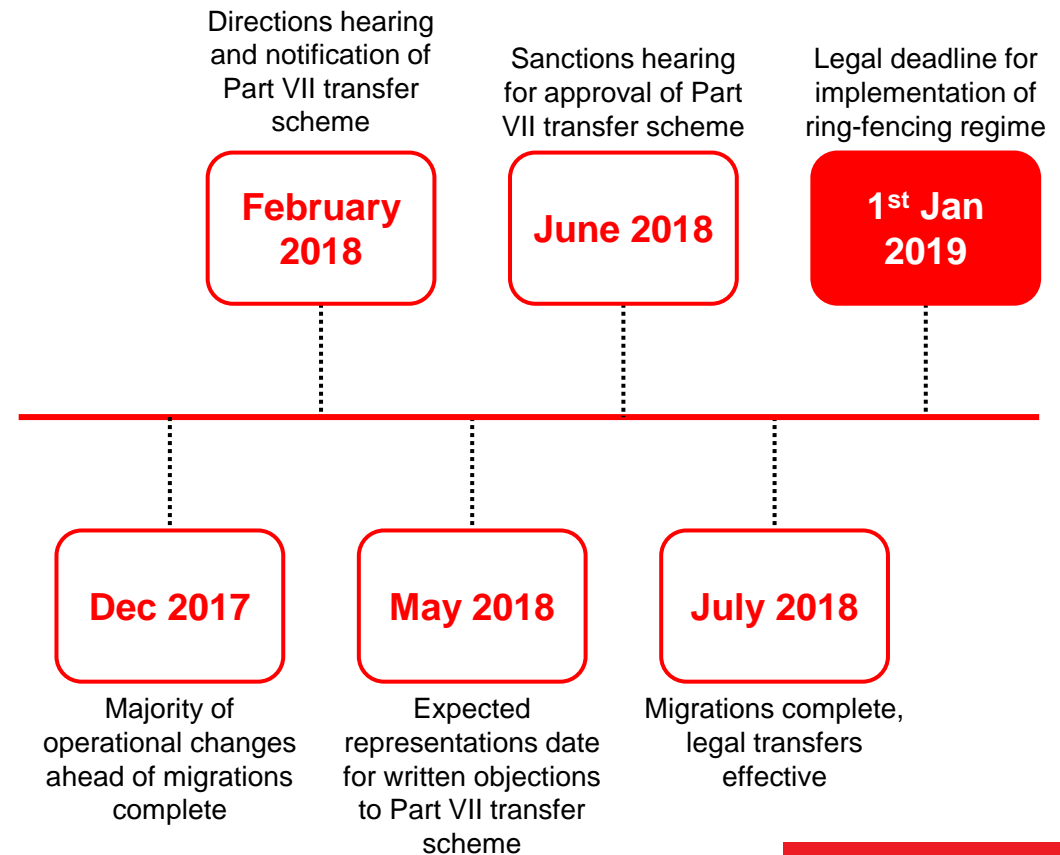 Directions hearing
and notification of
Part VII transfer
scheme
February
2018
Sanctions hearing
for approval of Part
VII transfer scheme
June 2018
Legal deadline for
implementation of
ring-fencing regime
1st Jan
2019
Dec 2017
Majority of
operational changes
ahead of migrations
complete
May 2018
Expected
representations date
for written objections
to Part VII transfer
scheme
July 2018
Migrations complete,
legal transfers
effective